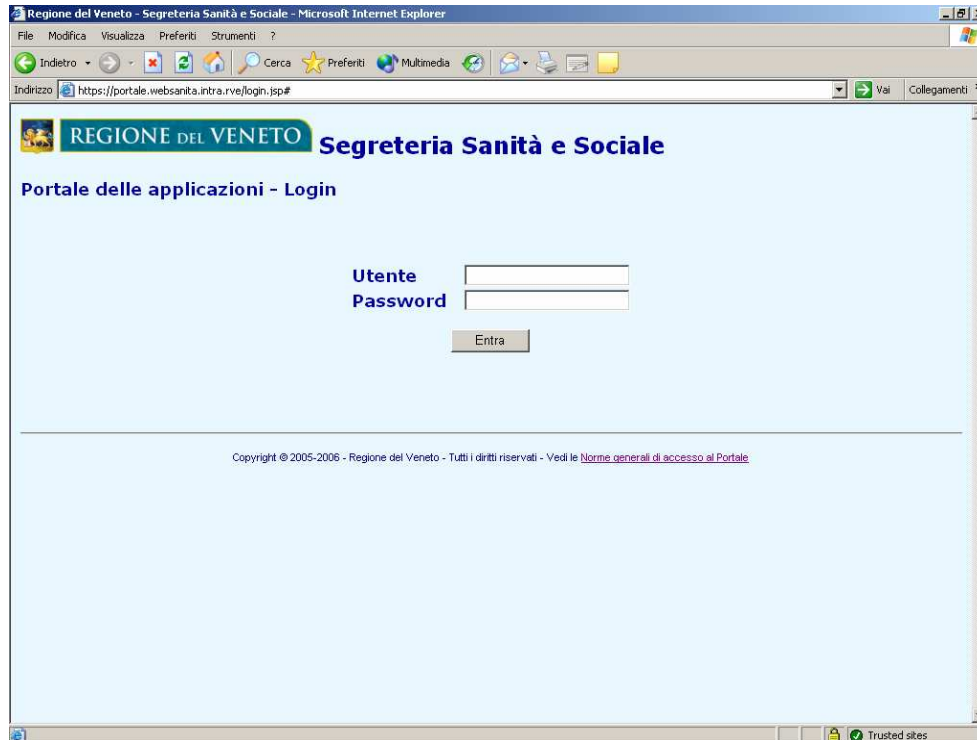 Regione del Veneto - Segreteria Sanità e Sociale - Microsoft Internet Explorer
File Modifica Visualizza Preferiti Strumenti ?
Indietro Cerca Preferiti Multimedia
Indirizzo https://portale.websanita.intra.rve/login.jsp# Vai Collegamenti
REGIONE DEL VENETO Segreteria Sanità e Sociale
Portale delle applicazioni - Login
Utente
Password
Entra
Copyright © 2005-2006 - Regione del Veneto - Tutti i diritti riservati - Vedi le Norme generali di accesso al Portale
Trusted sites